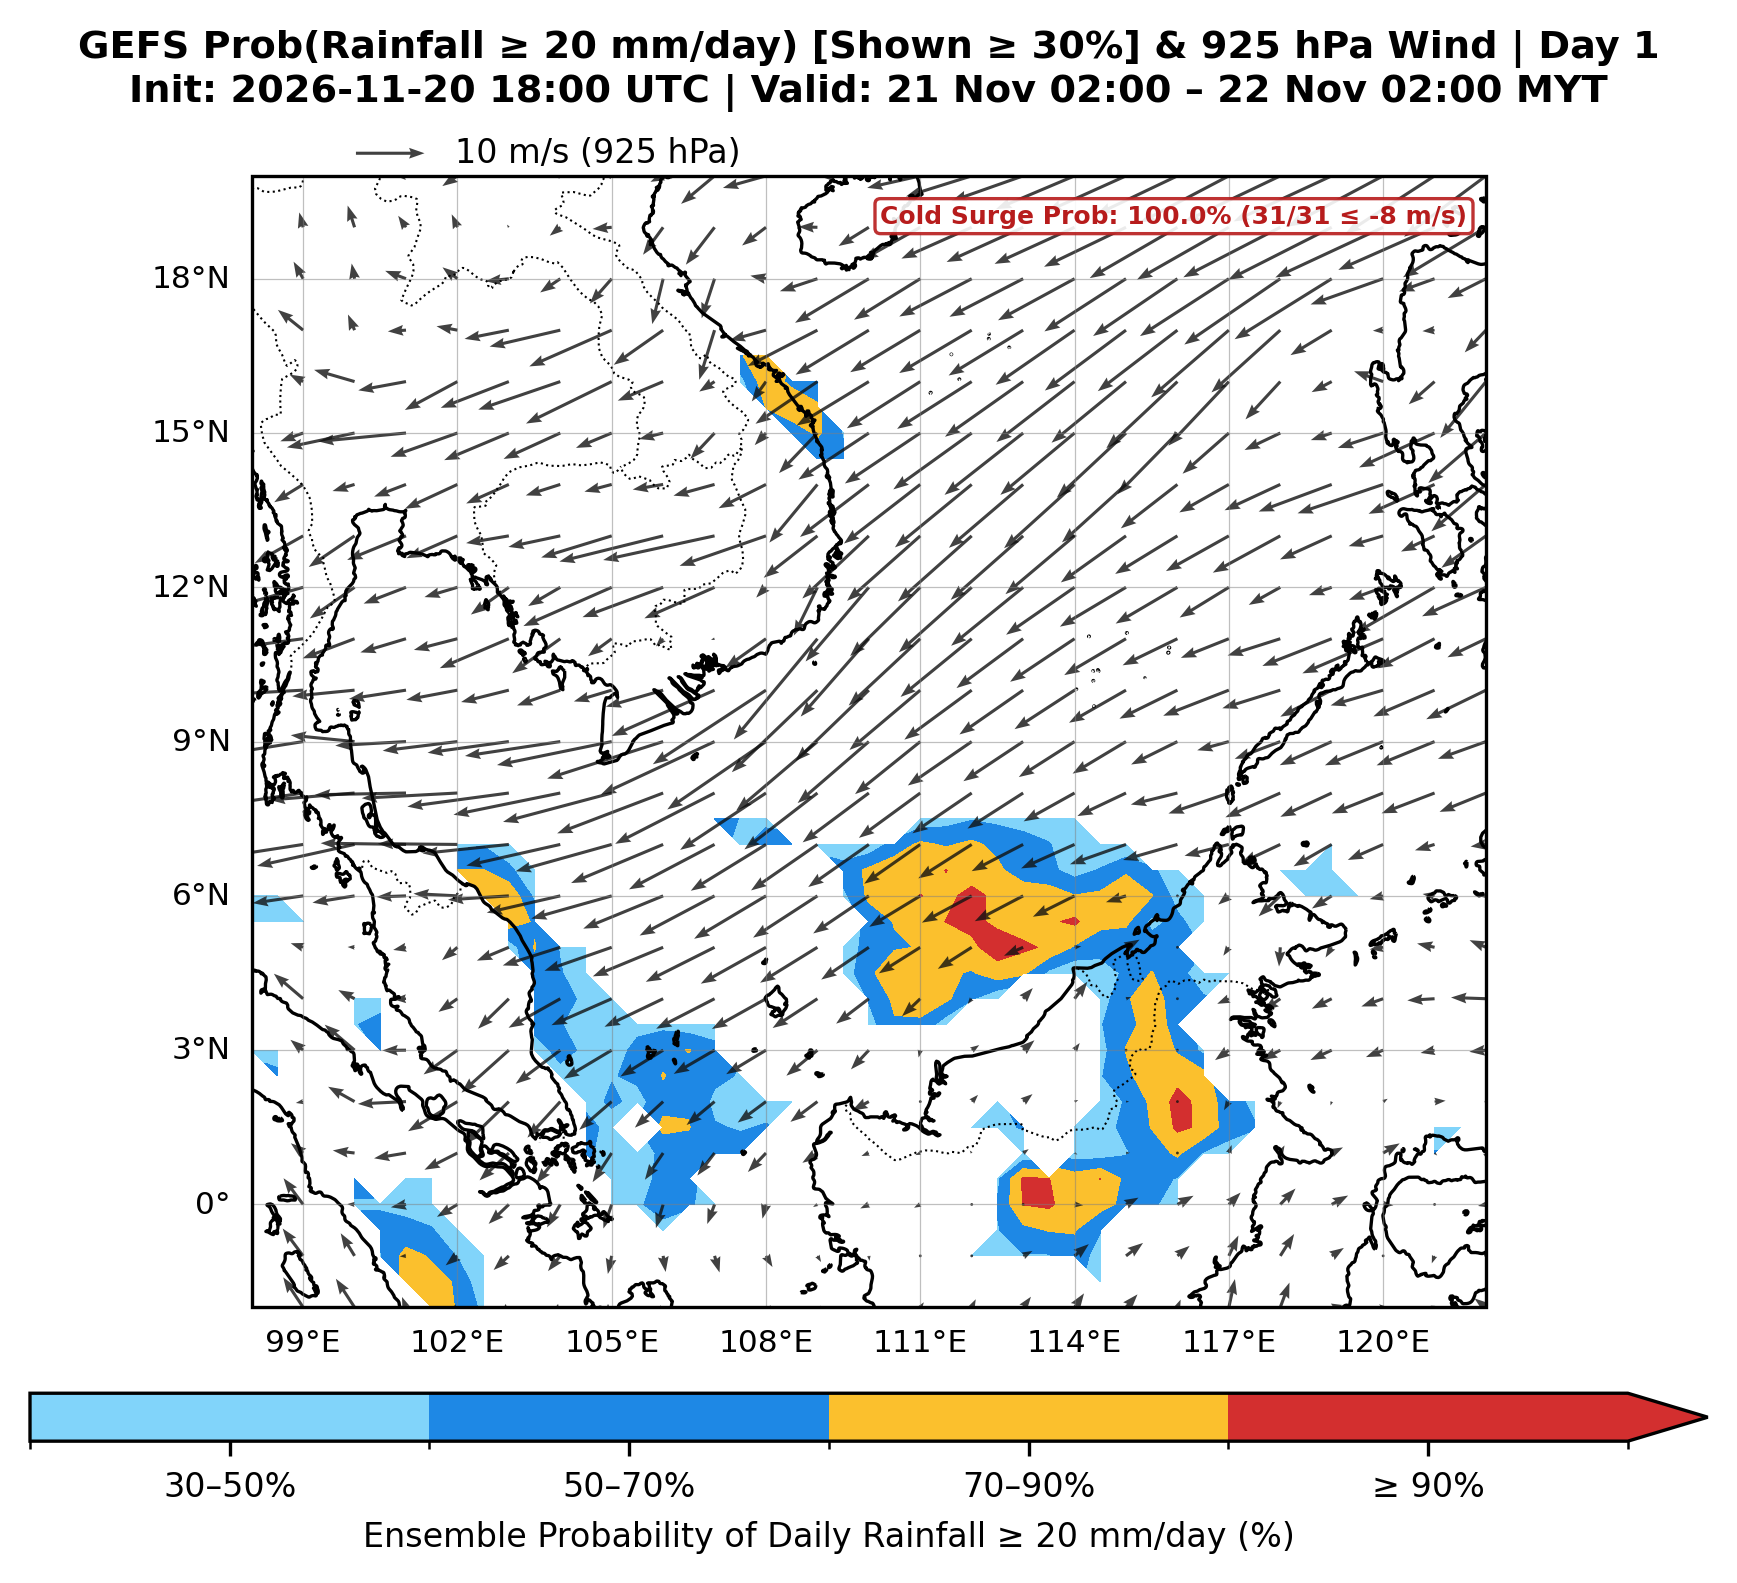 GEFS Prob(Rainfall ≥ 20 mm/day) [Shown ≥ 30%] & 925 hPa Wind | Day 1
Init: 2026-11-20 18:00 UTC | Valid: 21 Nov 02:00 – 22 Nov 02:00 MYT
10 m/s (925 hPa)
Cold Surge Prob: 100.0% (31/31 ≤ -8 m/s)
18°N
15°N
12°N
9°N
6°N
3°N
0°
99°E 102°E 105°E 108°E 111°E 114°E 117°E 120°E
30–50% 50–70% 70–90% ≥ 90%
Ensemble Probability of Daily Rainfall ≥ 20 mm/day (%)